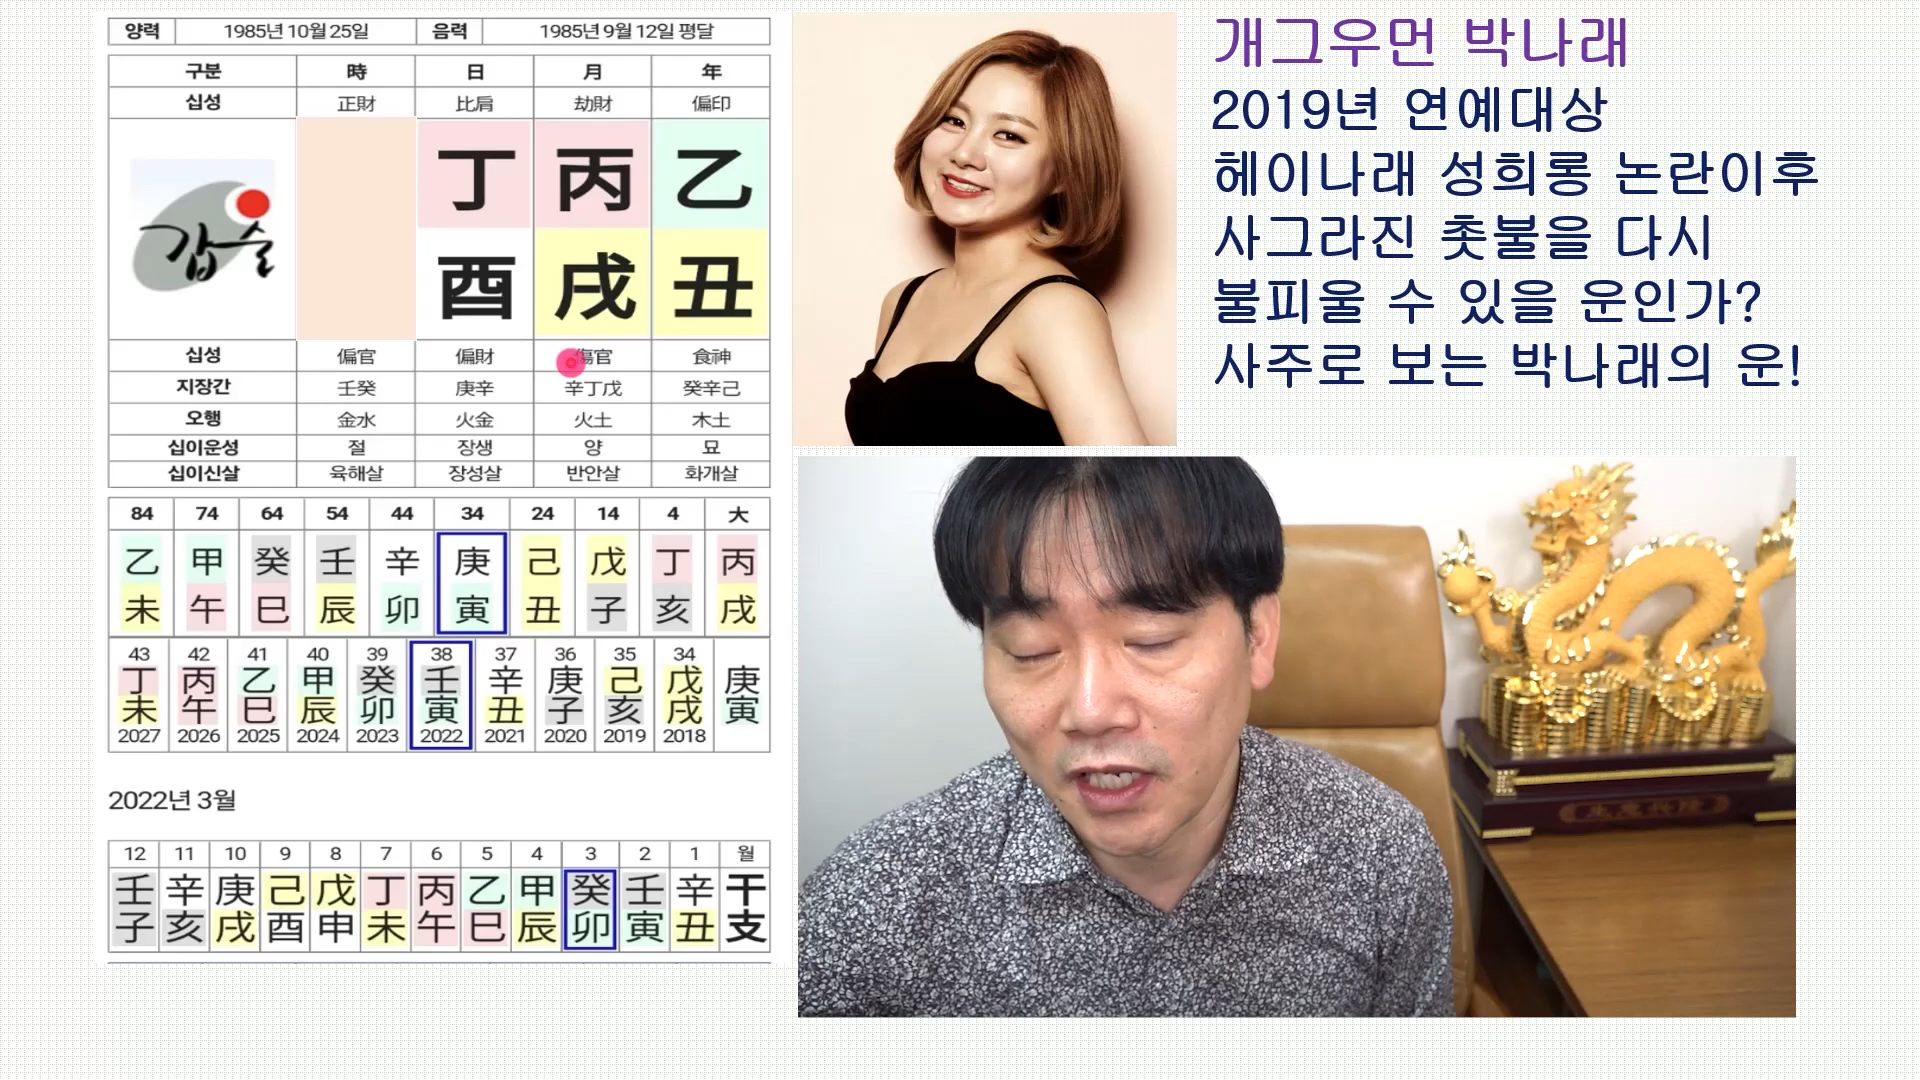 양력 1985년 10월 25일 음력 1985년 9월 12일 평달
구분 時 日 月 年
십성 正財 比肩 劫財 偏印
丁 丙 乙
갑술
酉 戌 丑
십성 偏官 偏財 傷官 食神
지장간 壬癸 庚辛 辛丁戊 癸辛己
오행 金水 火金 火土 木土
십이운성 절 장생 양 묘
십이신살 육해살 장성살 반안살 화개살
84 74 64 54 44 34 24 14 4 大
乙 甲 癸 壬 辛 庚 己 戊 丁 丙
未 午 巳 辰 卯 寅 丑 子 亥 戌
43 42 41 40 39 38 37 36 35 34
丁 丙 乙 甲 癸 壬 辛 庚 己 戊 庚
未 午 巳 辰 卯 寅 丑 子 亥 戌 寅
2027 2026 2025 2024 2023 2022 2021 2020 2019 2018
2022년 3월
12 11 10 9 8 7 6 5 4 3 2 1 월
壬 辛 庚 己 戊 丁 丙 乙 甲 癸 壬 辛 干
子 亥 戌 酉 申 未 午 巳 辰 卯 寅 丑 支
개그우먼 박나래
2019년 연예대상
헤이나래 성희롱 논란이후
사그라진 촛불을 다시
불피울 수 있을 운인가?
사주로 보는 박나래의 운!